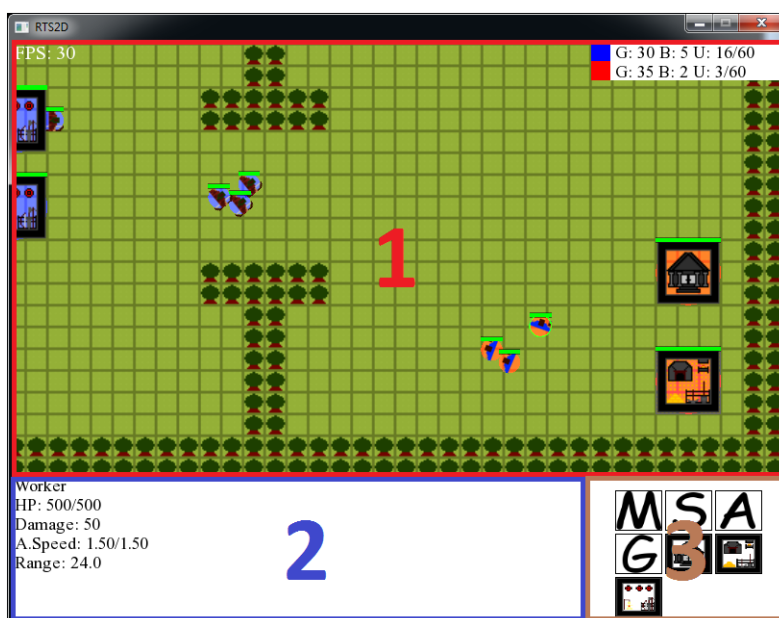 RTS2D
FPS: 30
G: 30 B: 5 U: 16/60
G: 35 B: 2 U: 3/60
1
Worker
HP: 500/500
Damage: 50
A.Speed: 1.50/1.50
Range: 24.0
2
M S A
G
3